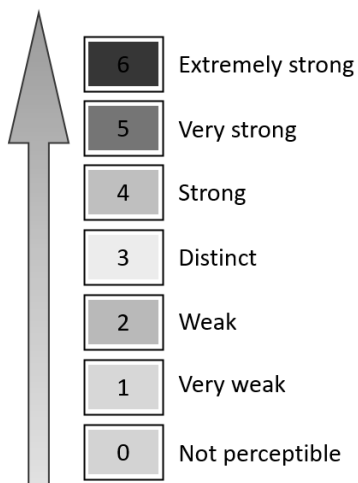 6 Extremely strong
5 Very strong
4 Strong
3 Distinct
2 Weak
1 Very weak
0 Not perceptible